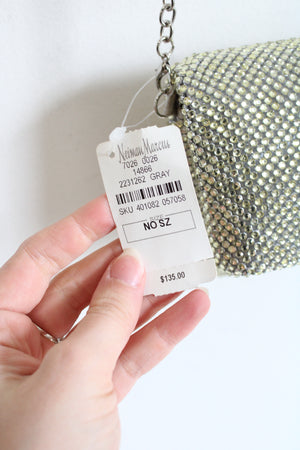 Neiman Marcus
7026 0026
14866
2231262 GRAY
SKU 401082 057058
SIZE
NO SZ
$135.00